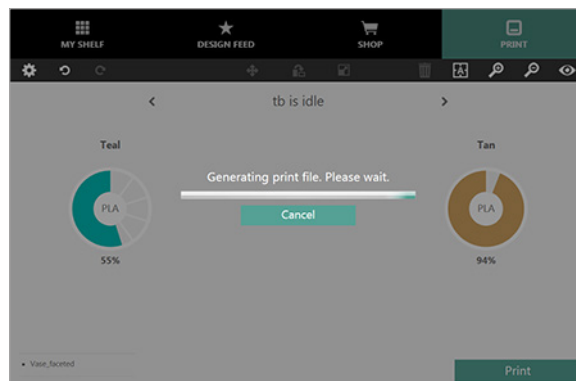 MY SHELF
DESIGN FEED
SHOP
PRINT
tb is idle
Teal
Tan
Generating print file. Please wait.
PLA
Cancel
PLA
55%
94%
Vase_faceted
Print